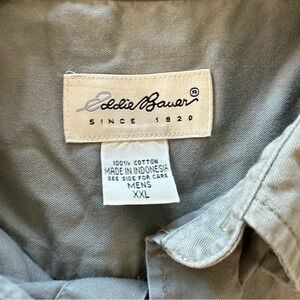 Eddie Bauer®
SINCE 1920
100% COTTON
MADE IN INDONESIA
SEE SIDE FOR CARE
MENS
XXL